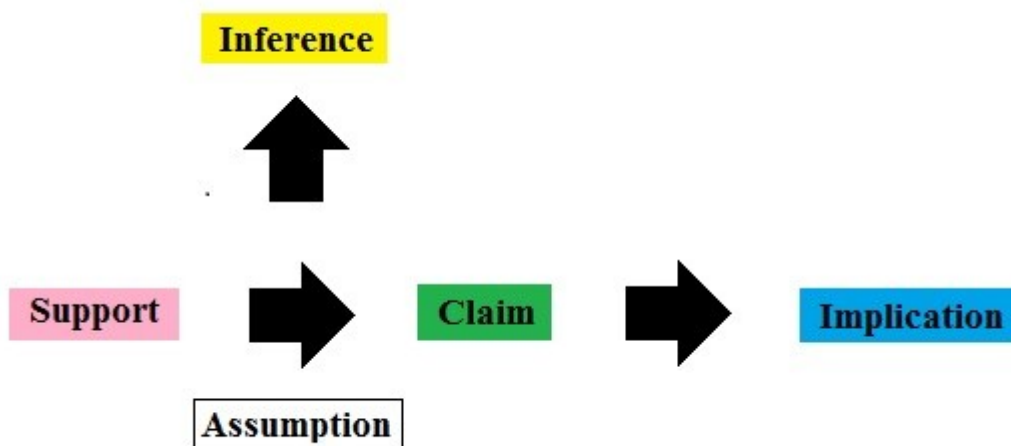 Inference
Support
Claim
Implication
Assumption